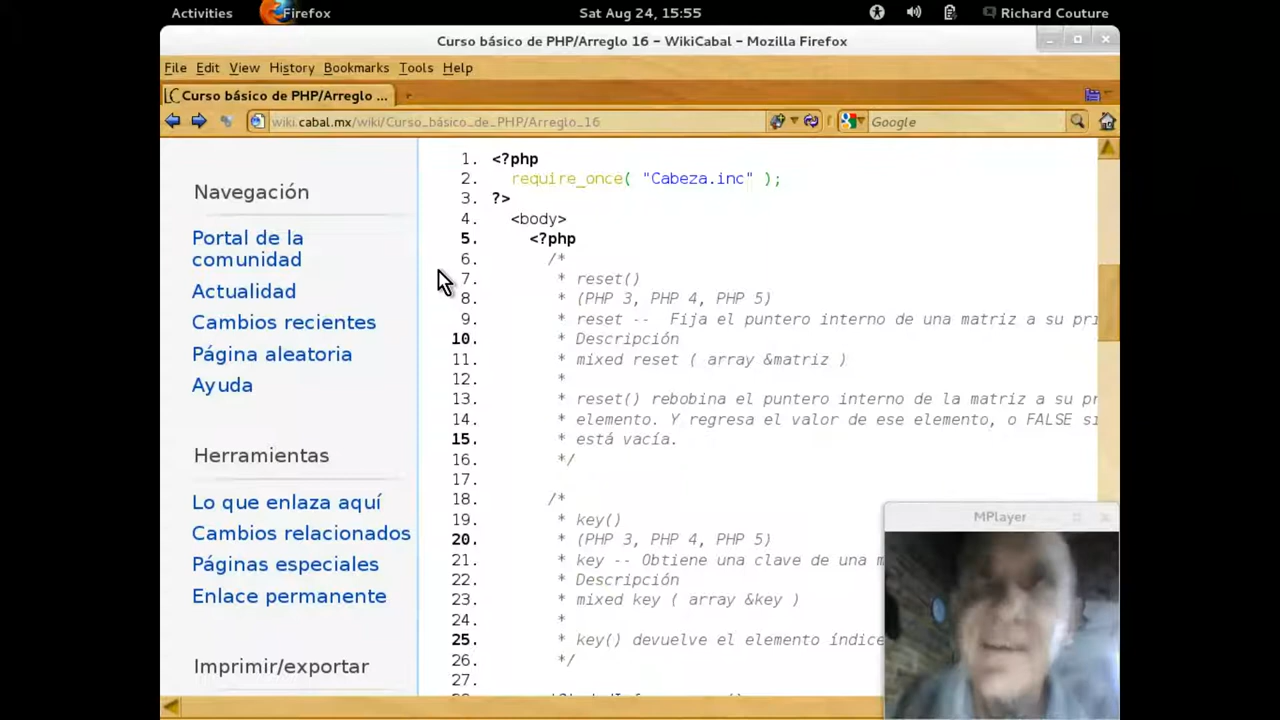 Activities Firefox Sat Aug 24, 15:55 Richard Couture
Curso básico de PHP/Arreglo 16 – WikiCabal – Mozilla Firefox
File Edit View History Bookmarks Tools Help
Curso básico de PHP/Arreglo ...
wiki.cabal.mx/wiki/Curso_básico_de_PHP/Arreglo_16 Google
Navegación
Portal de la
comunidad
Actualidad
Cambios recientes
Página aleatoria
Ayuda
Herramientas
Lo que enlaza aquí
Cambios relacionados
Páginas especiales
Enlace permanente
Imprimir/exportar
1. <?php
2. require_once( "Cabeza.inc" );
3. ?>
4. <body>
5. <?php
6. /*
7. * reset()
8. * (PHP 3, PHP 4, PHP 5)
9. * reset -- Fija el puntero interno de una matriz a su pri
10. * Descripción
11. * mixed reset ( array &matriz )
12. *
13. * reset() rebobina el puntero interno de la matriz a su pr
14. * elemento. Y regresa el valor de ese elemento, o FALSE si
15. * está vacía.
16. */
17.
18. /*
19. * key()
20. * (PHP 3, PHP 4, PHP 5)
21. * key -- Obtiene una clave de una m
22. * Descripción
23. * mixed key ( array &key )
24. *
25. * key() devuelve el elemento índice
26. */
27.
MPlayer